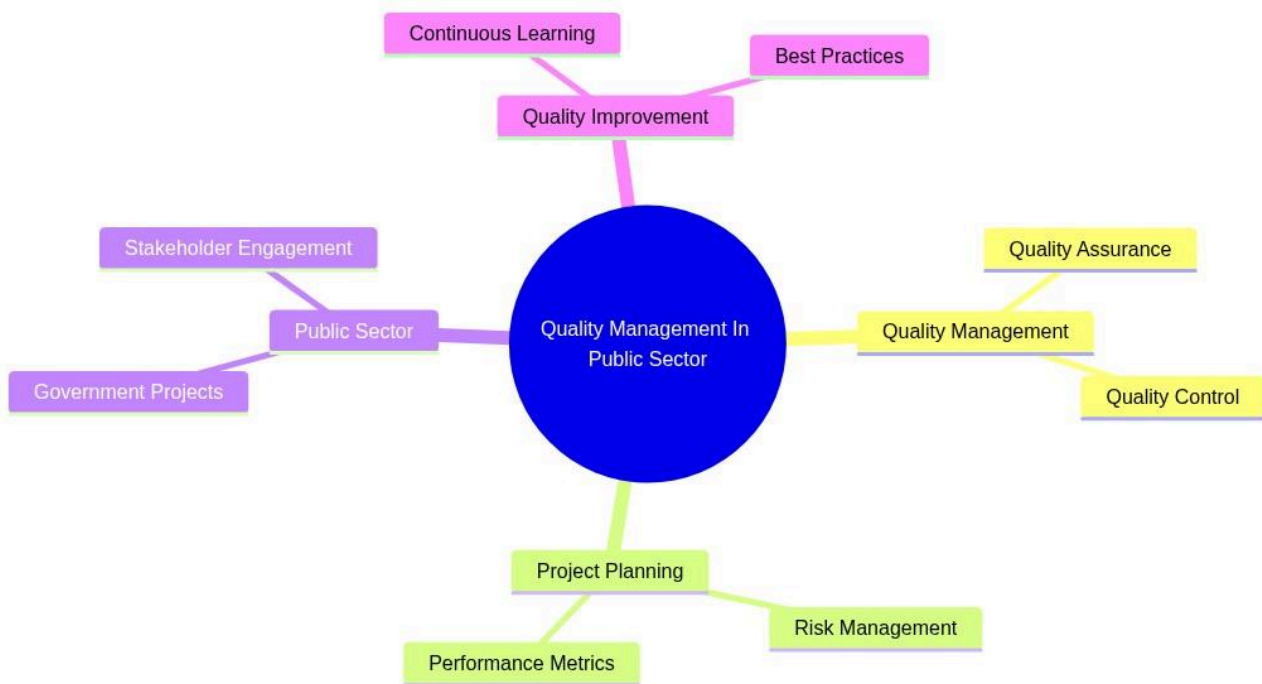 Continuous Learning
Best Practices
Quality Improvement
Stakeholder Engagement
Quality Assurance
Public Sector
Quality Management In
Public Sector
Quality Management
Government Projects
Quality Control
Project Planning
Risk Management
Performance Metrics